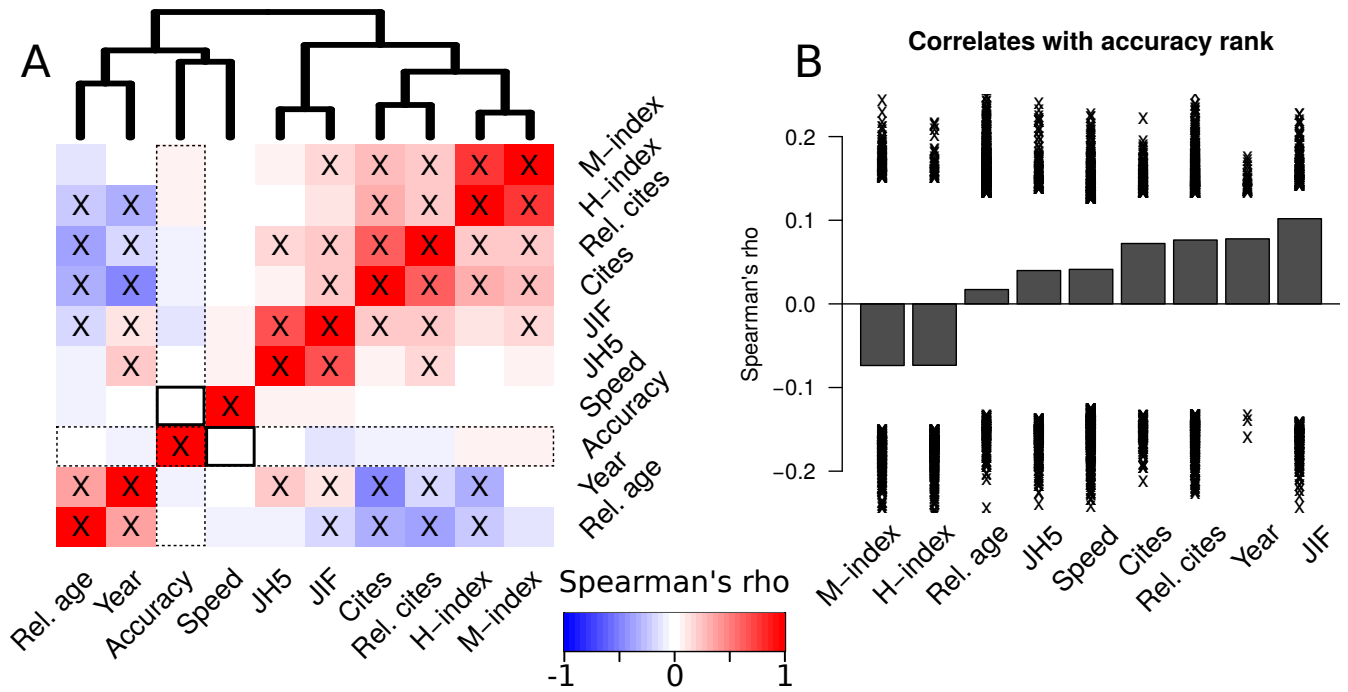 A
M-index
H-index
Rel. cites
Cites
JIF
JH5
Speed
Accuracy
Year
Rel. age
X X X X X
X X X X X X
X X X X X X X
X X X X X X X
X X X X X X X
X X X X
X
X
X X X X X X X
X X X X X X
Rel. age
Year
Accuracy
Speed
JH5
JIF
Cites
Rel. cites
H-index
M-index
Spearman's rho
-1 0 1
B
Correlates with accuracy rank
Spearman's rho
0.2
0.1
0.0
-0.1
-0.2
M-index
H-index
Rel. age
JH5
Speed
Cites
Rel. cites
Year
JIF